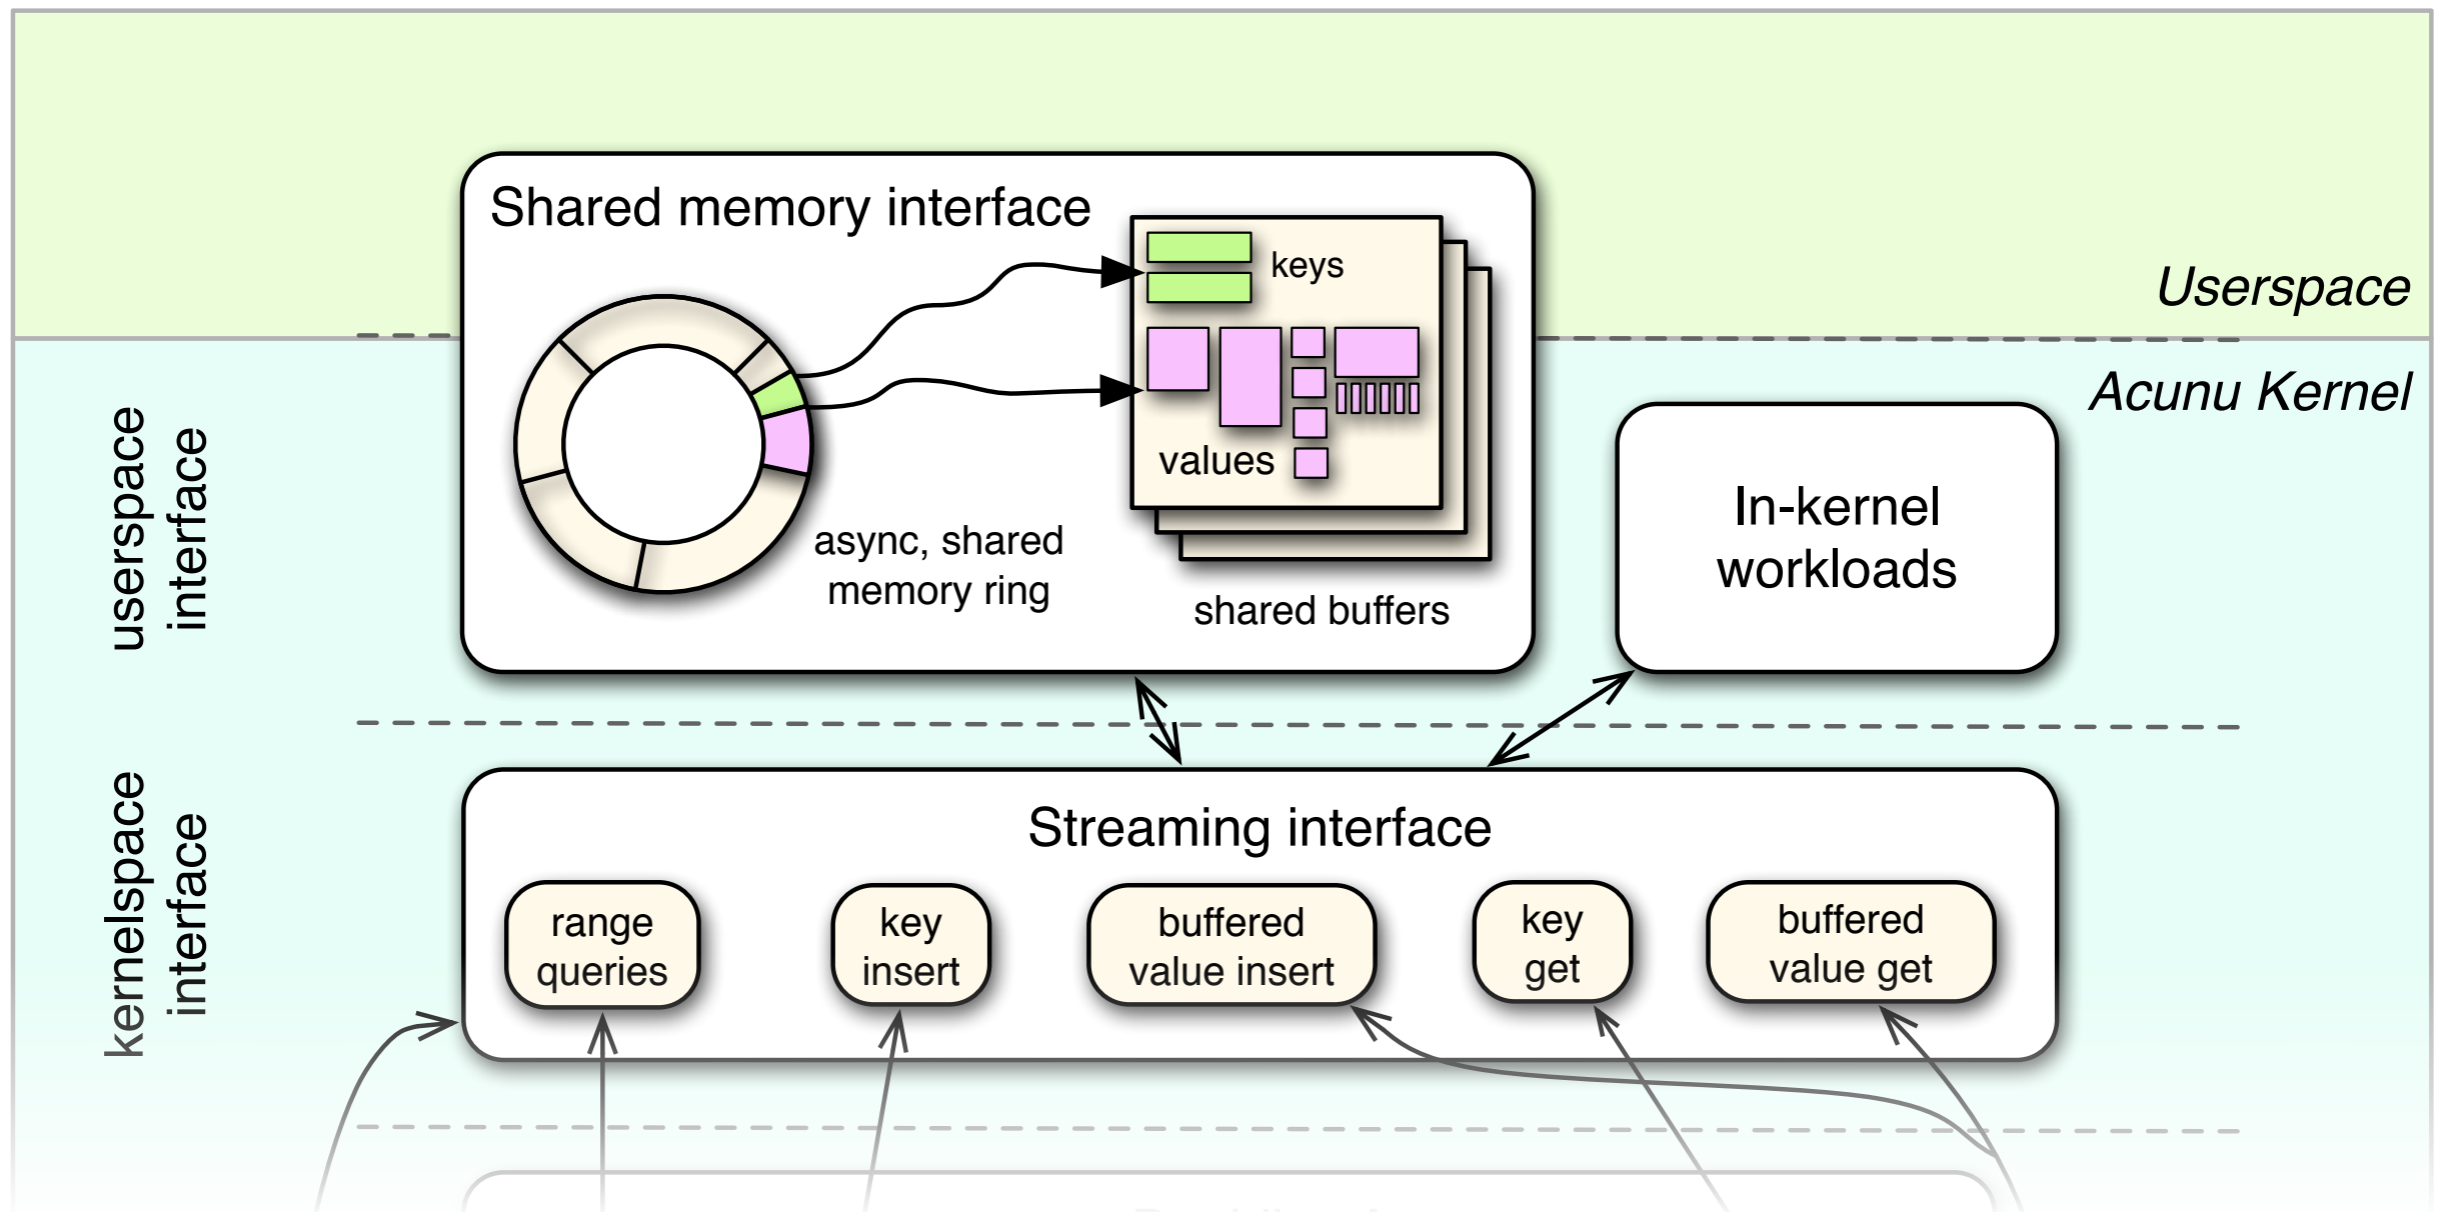 Shared memory interface
keys
values
async, shared
memory ring
shared buffers
Userspace
Acunu Kernel
In-kernel
workloads
userspace
interface
kernelspace
interface
Streaming interface
range
queries
key
insert
buffered
value insert
key
get
buffered
value get